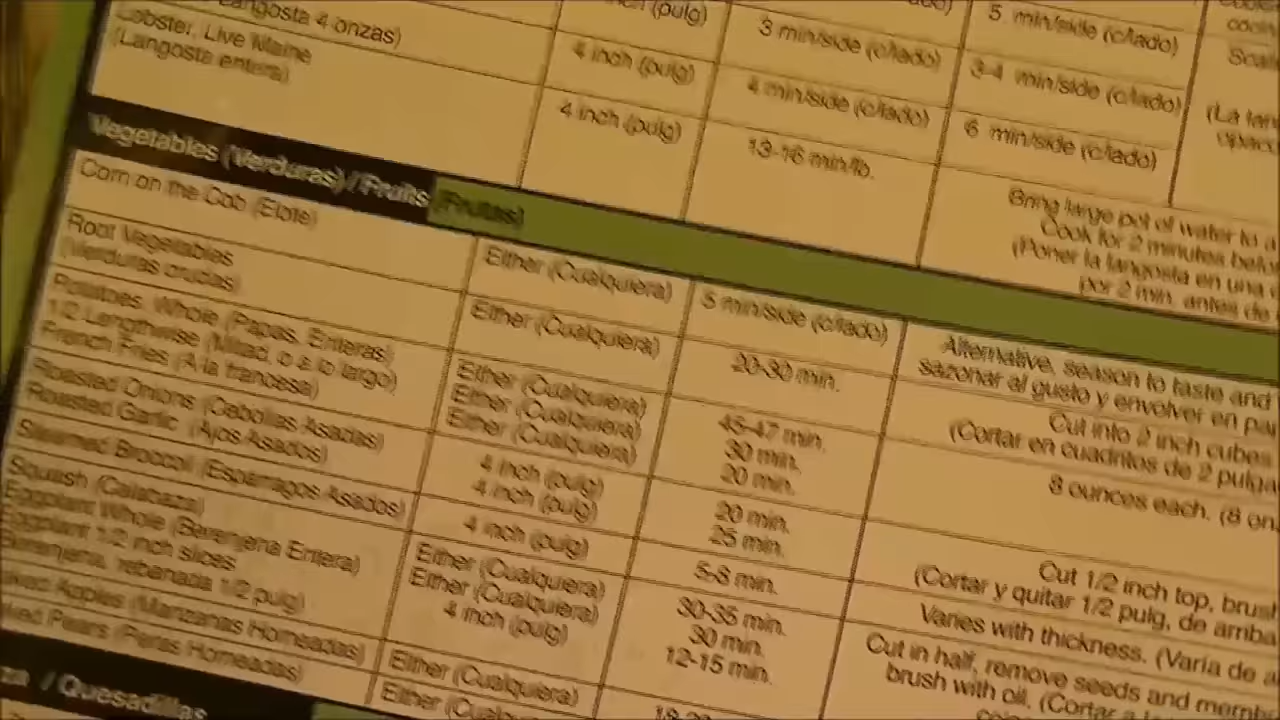 Langosta 4 onzas)
Lobster, Live Maine
(Langosta entera)
(pulg)
4 inch (pulg)
4 inch (pulg)
3 min/side (c/lado)
4 min/side (c/lado)
13-16 min/lb.
5 min/side (c/lado)
3-4 min/side (c/lado)
6 min/side (c/lado)
Bring large pot of water to a
Cook for 2 minutes
(Poner la langosta en una
por 2 min. antes de
Vegetables (Verduras) / Fruits (Frutas)
Corn on the Cob (Elote)
Either (Cualquiera)
5 min/side (c/lado)
Alternative, season to taste and
sazonar al gusto y envolver en
Root Vegetables
(Verduras crudas)
Either (Cualquiera)
20-30 min.
Cut into 2 inch cubes
(Cortar en cuadritos de 2
Potatoes, Whole (Papas, Enteras)
Either (Cualquiera)
45-47 min.
8 ounces each. (8
1/2 Lengthwise (Mitad, o a lo largo)
Either (Cualquiera)
30 min.
French Fries (A la francesa)
Either (Cualquiera)
20 min.
Roasted Onions (Cebollas Asadas)
4 inch (pulg)
20 min.
Cut 1/2 inch top,
Roasted Garlic (Ajos Asados)
4 inch (pulg)
25 min.
(Cortar y quitar 1/2 pulg, de
Steamed Broccoli (Espárragos Asados)
4 inch (pulg)
5-8 min.
Varies with thickness. (Varía de
Squash (Calabaza)
Either (Cualquiera)
30-35 min.
Cut in half, remove seeds and
brush with oil. (Cortar a
Eggplant Whole (Berenjena Entera)
Either (Cualquiera)
30 min.
Eggplant 1/2 inch slices
4 inch (pulg)
12-15 min.
Berenjena, rebanada 1/2 pulg)
Apples (Manzanas Horneadas)
Either (Cualquiera)
Pears (Peras Horneadas)
Either (Cualquiera)
/ Quesadillas